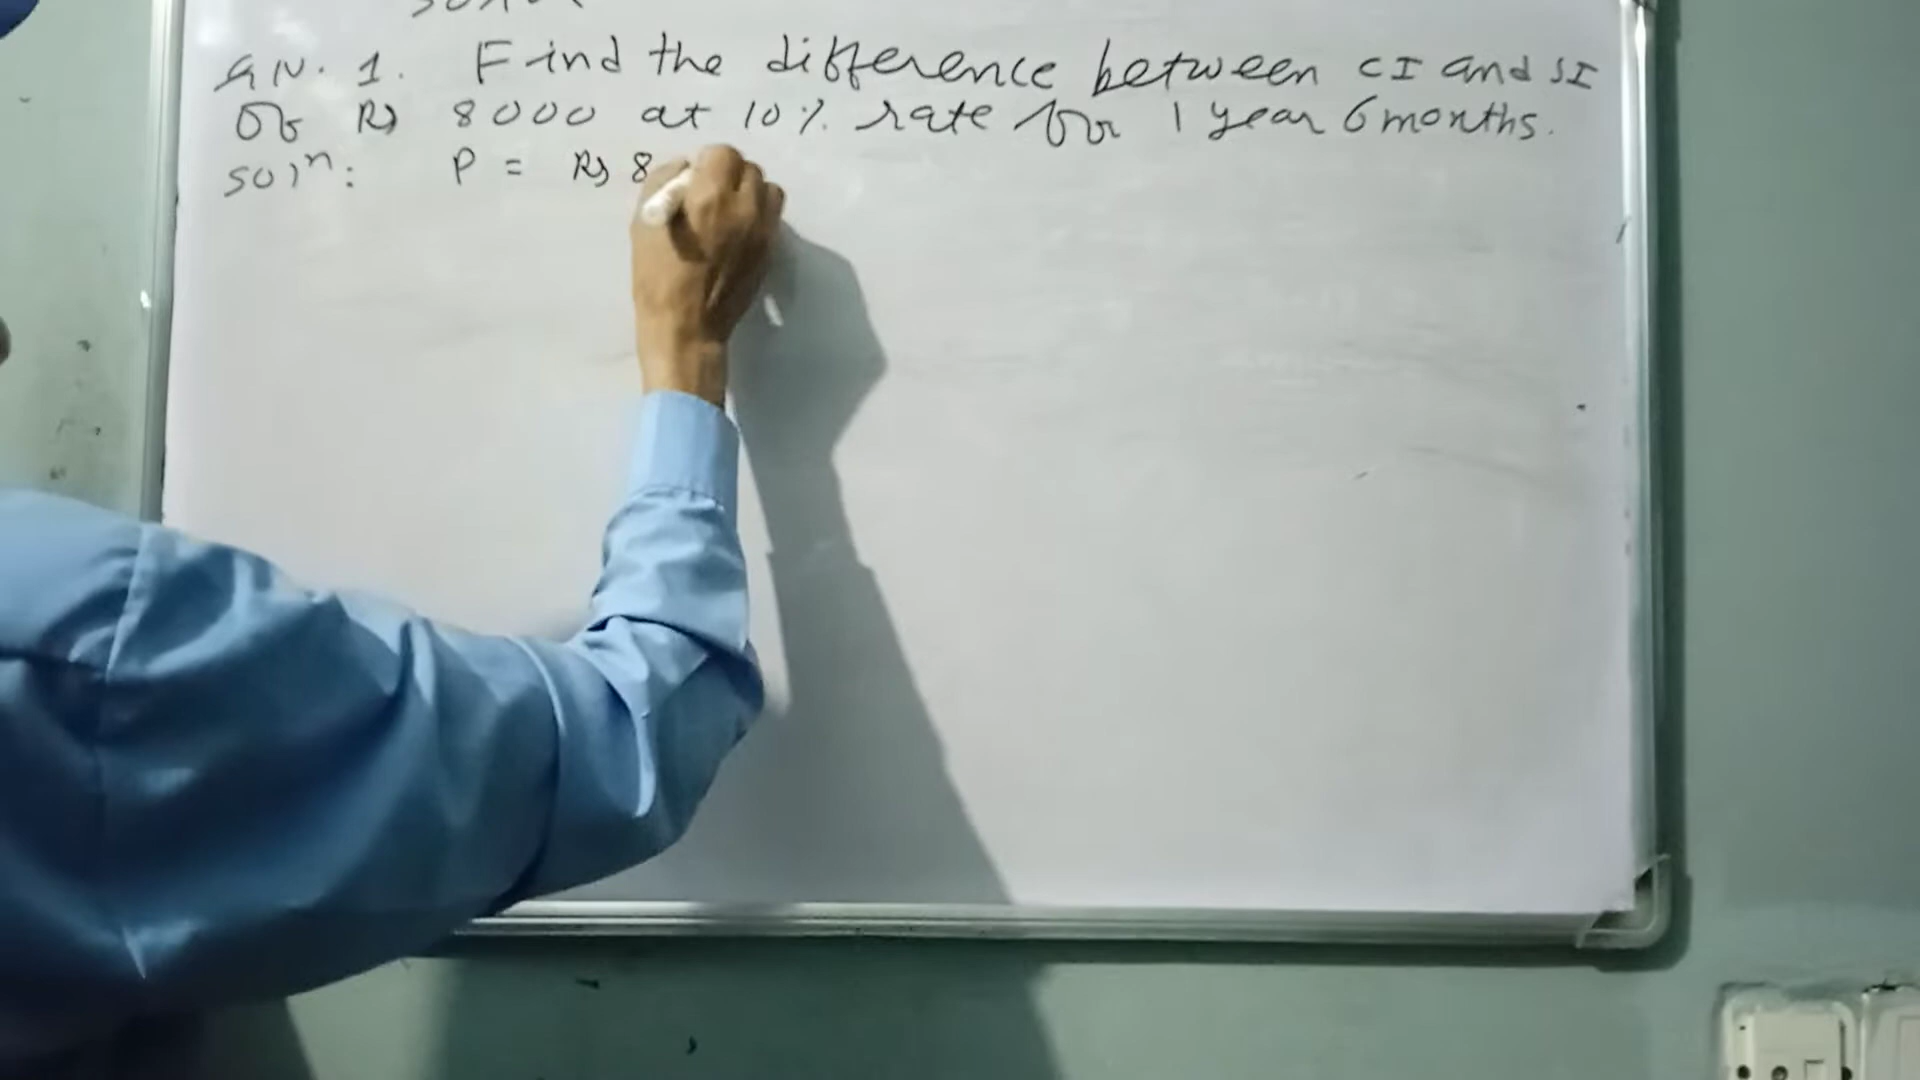 QN. 1. Find the difference between CI and SI
Of Rs 8000 at 10% rate for 1 year 6 months.
Solⁿ: P = Rs 8